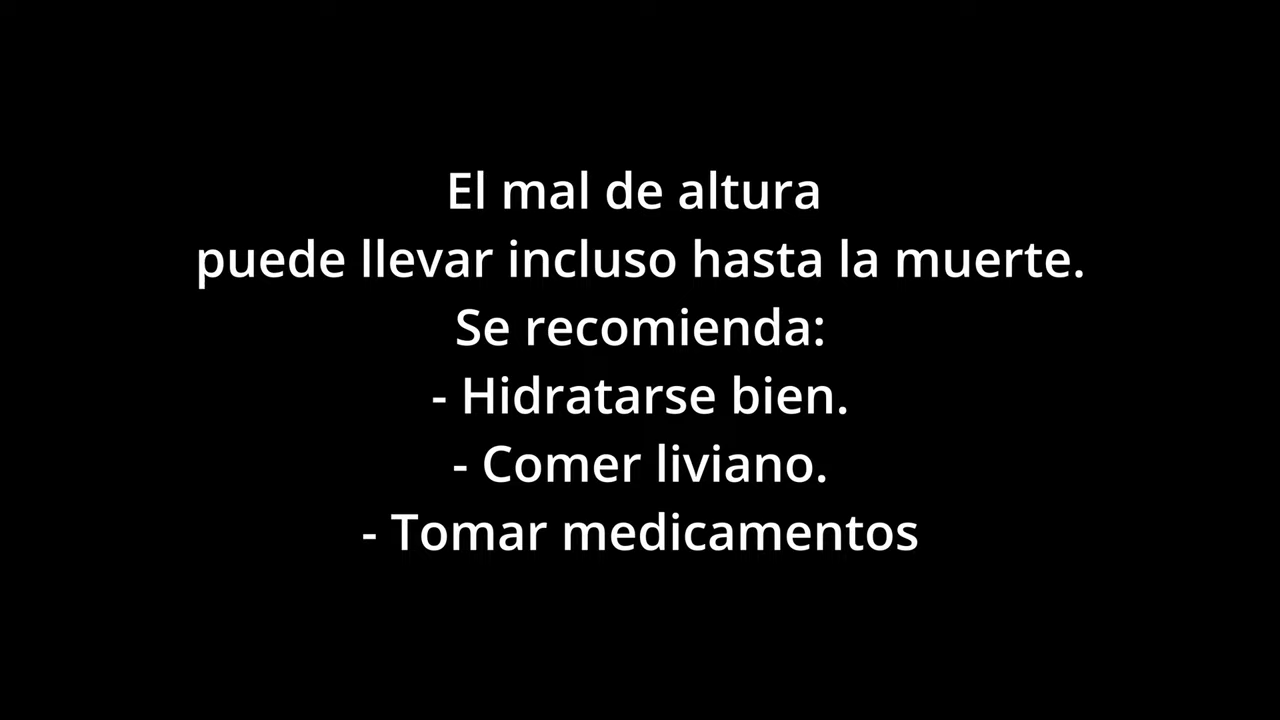 El mal de altura
puede llevar incluso hasta la muerte.
Se recomienda:
- Hidratarse bien.
- Comer liviano.
- Tomar medicamentos